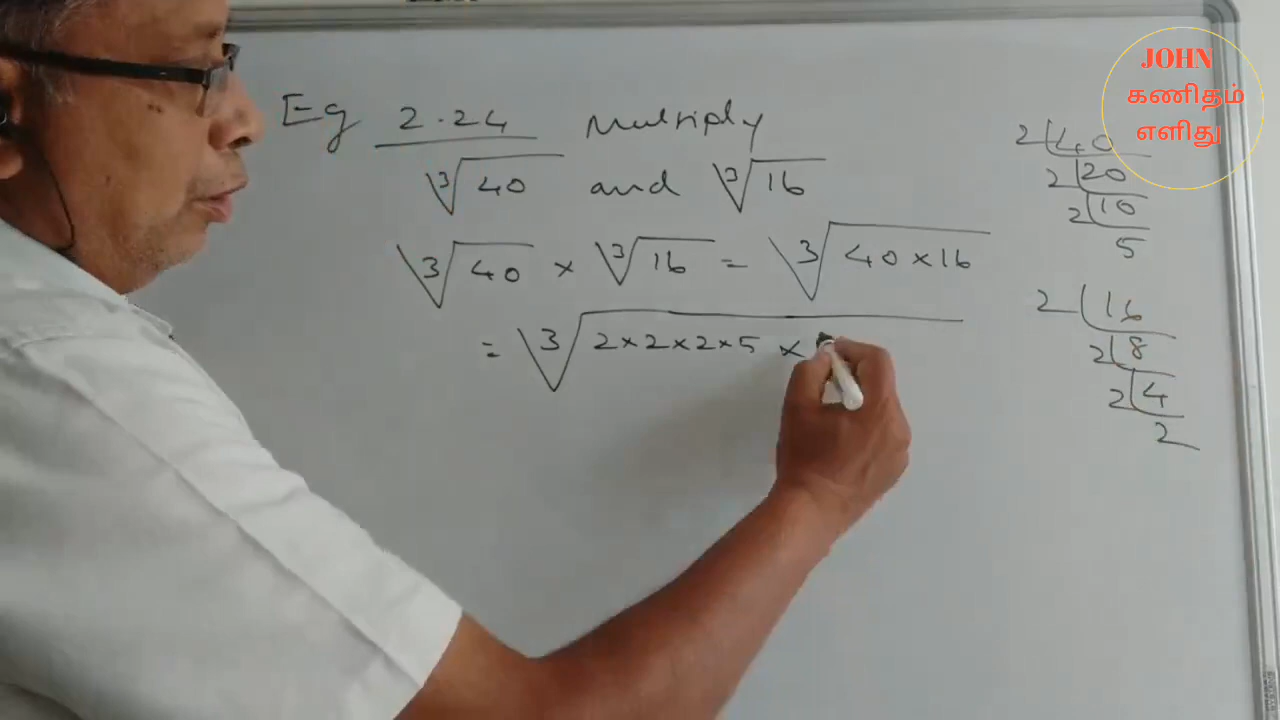 JOHN
கணிதம்
எளிது
Eg 2.24 Multiply
∛40 and ∛16
∛40 × ∛16 = ∛40×16
= ∛2×2×2×5 ×
2 40
2 20
2 10
5
2 16
2 8
2 4
2